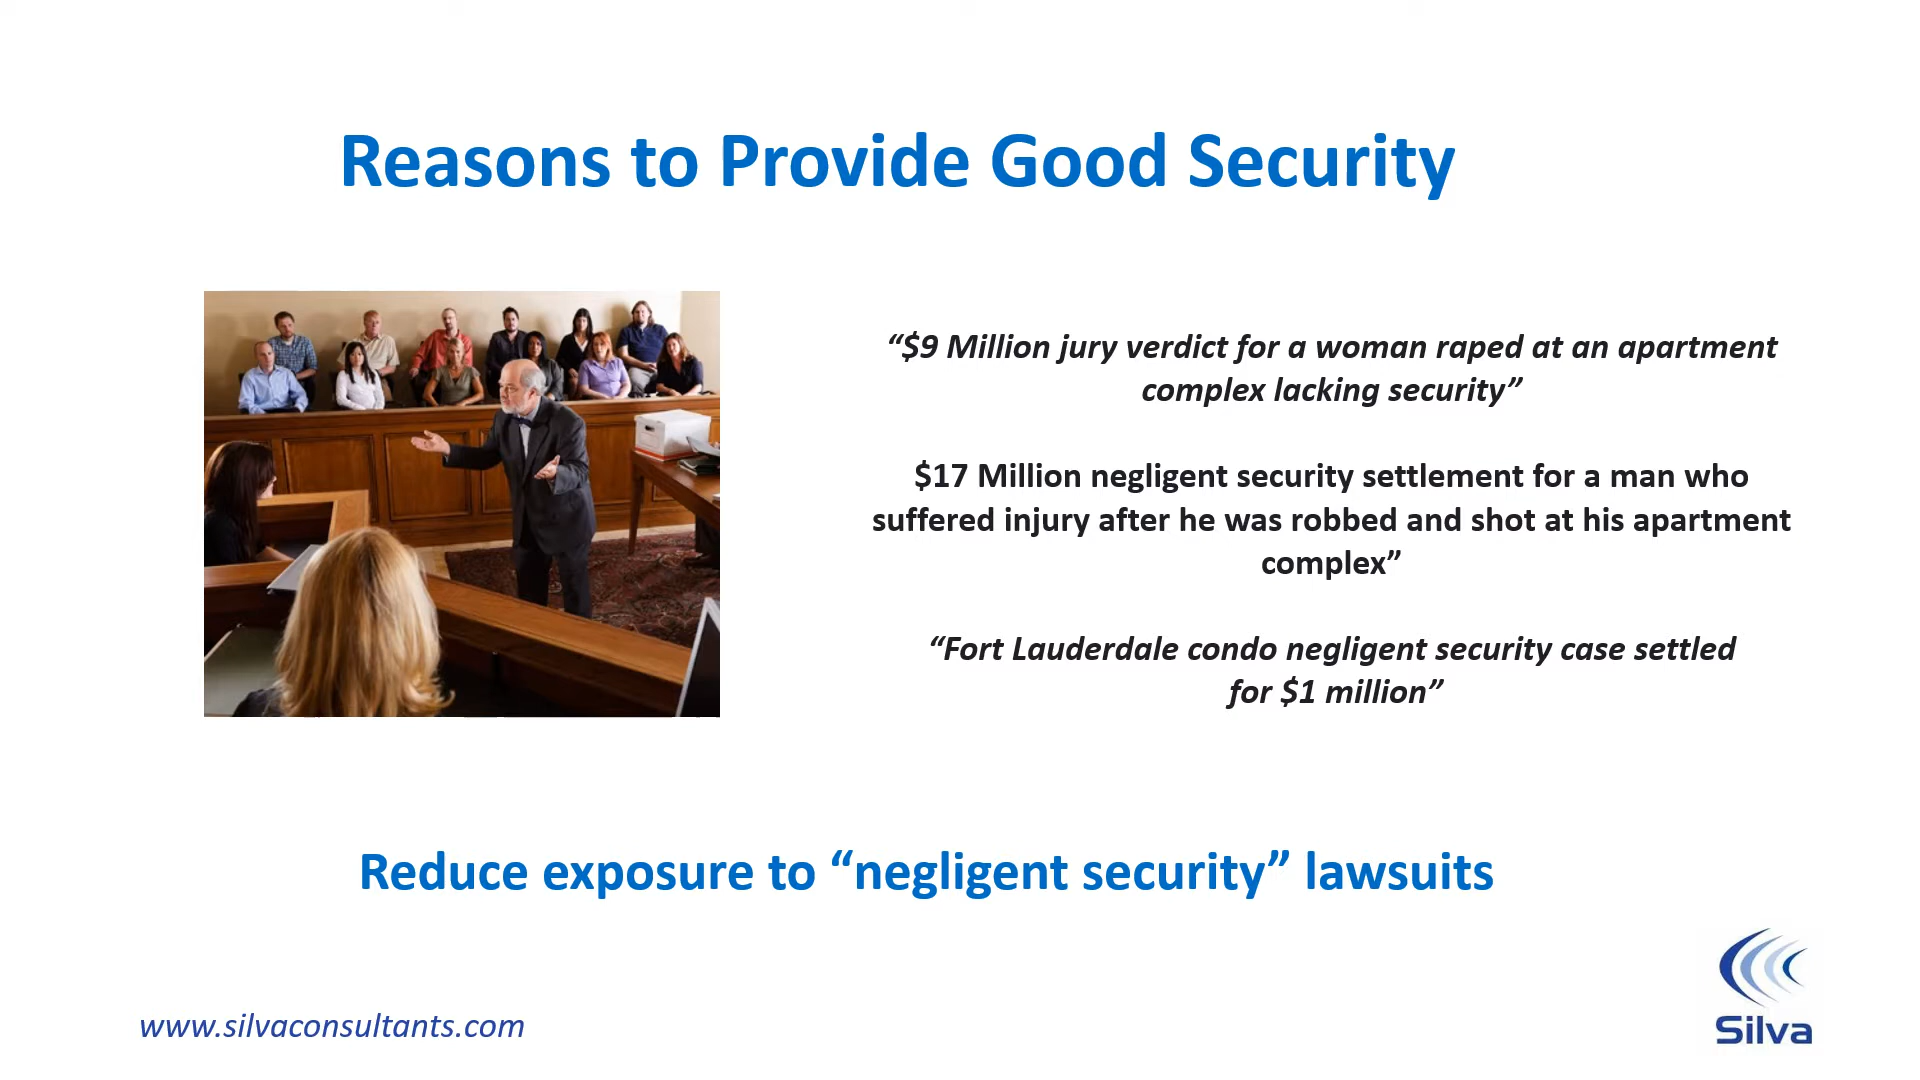 Reasons to Provide Good Security
“$9 Million jury verdict for a woman raped at an apartment
complex lacking security”
$17 Million negligent security settlement for a man who
suffered injury after he was robbed and shot at his apartment
complex”
“Fort Lauderdale condo negligent security case settled
for $1 million”
Reduce exposure to “negligent security” lawsuits
www.silvaconsultants.com
Silva